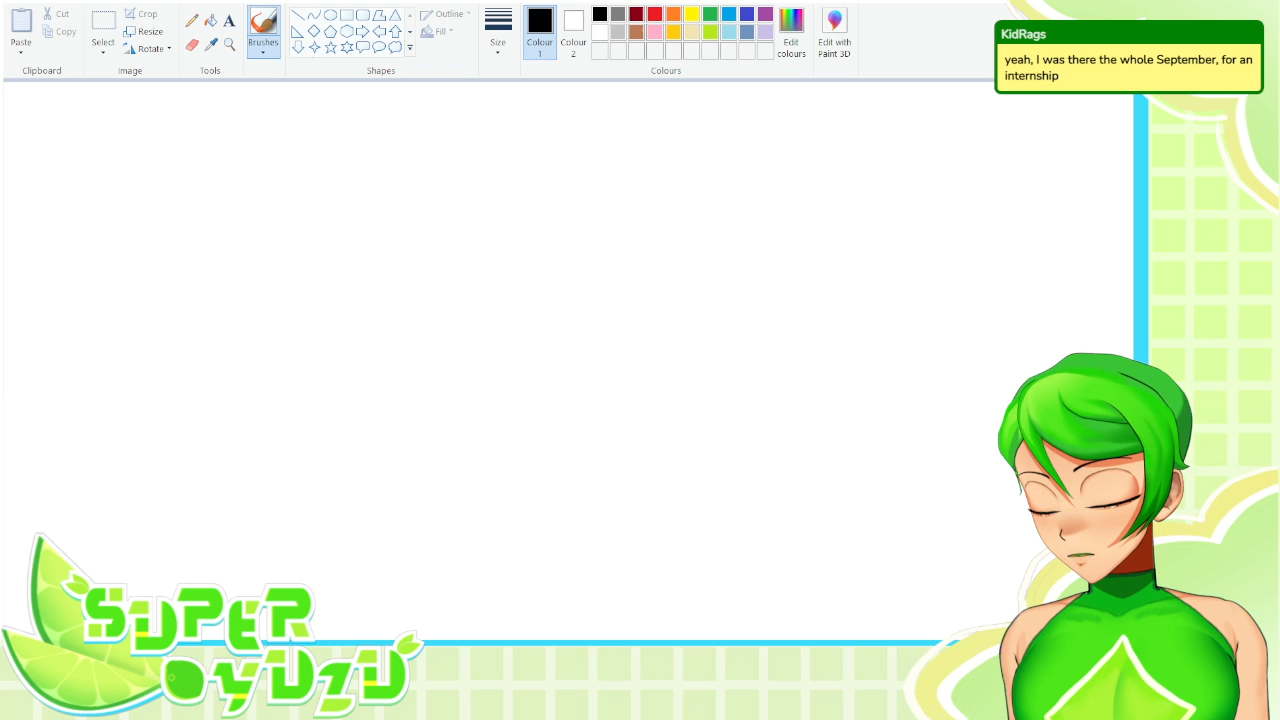 Paste
Cut
Copy
Clipboard
Select
Crop
Resize
Rotate
Image
A
Tools
Brushes
Outline
Fill
Shapes
Size
Colour
1
Colour
2
Edit
colours
Colours
Edit with
Paint 3D
KidRags
yeah, I was there the whole September, for an
internship
SUPER
OYUZU